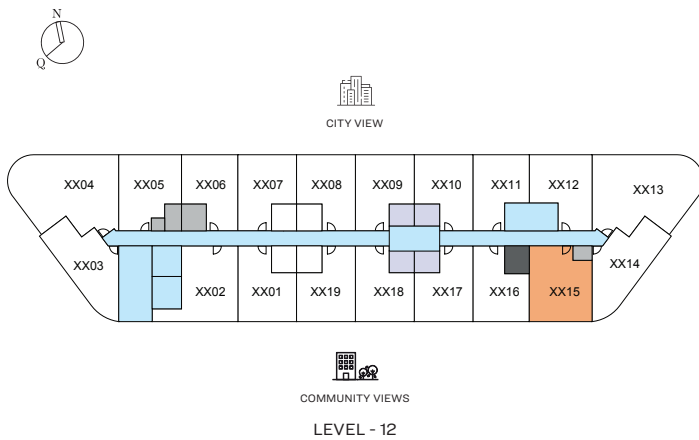 N
Q
CITY VIEW
XX04 XX05 XX06 XX07 XX08 XX09 XX10 XX11 XX12 XX13
XX03 XX02 XX01 XX19 XX18 XX17 XX16 XX15 XX14
COMMUNITY VIEWS
LEVEL - 12